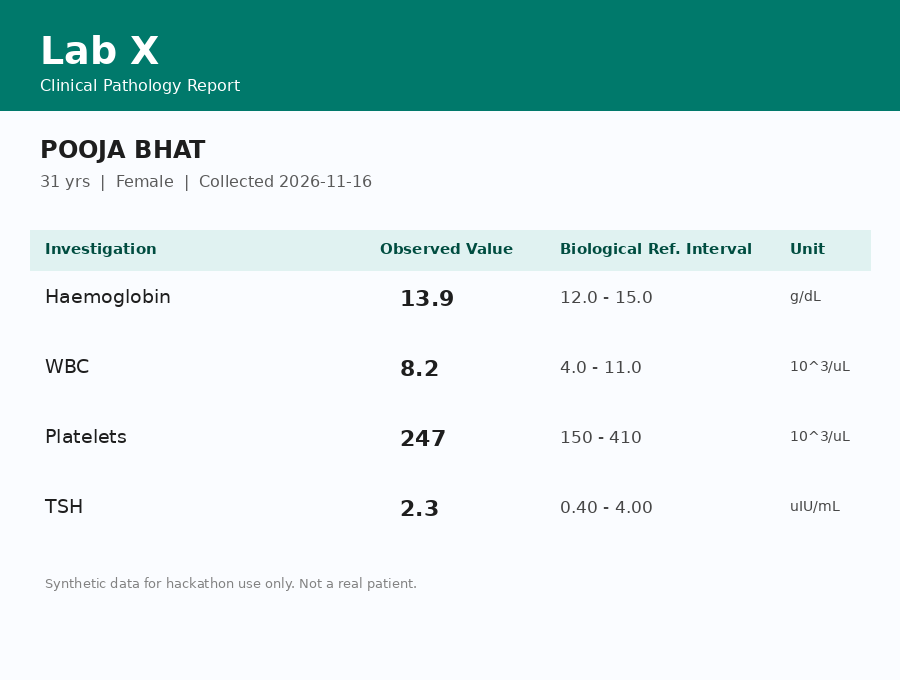 Lab X
Clinical Pathology Report
POOJA BHAT
31 yrs  |  Female  |  Collected 2026-11-16
Investigation Observed Value Biological Ref. Interval Unit
Haemoglobin 13.9 12.0 - 15.0 g/dL
WBC 8.2 4.0 - 11.0 10^3/uL
Platelets 247 150 - 410 10^3/uL
TSH 2.3 0.40 - 4.00 uIU/mL
Synthetic data for hackathon use only. Not a real patient.